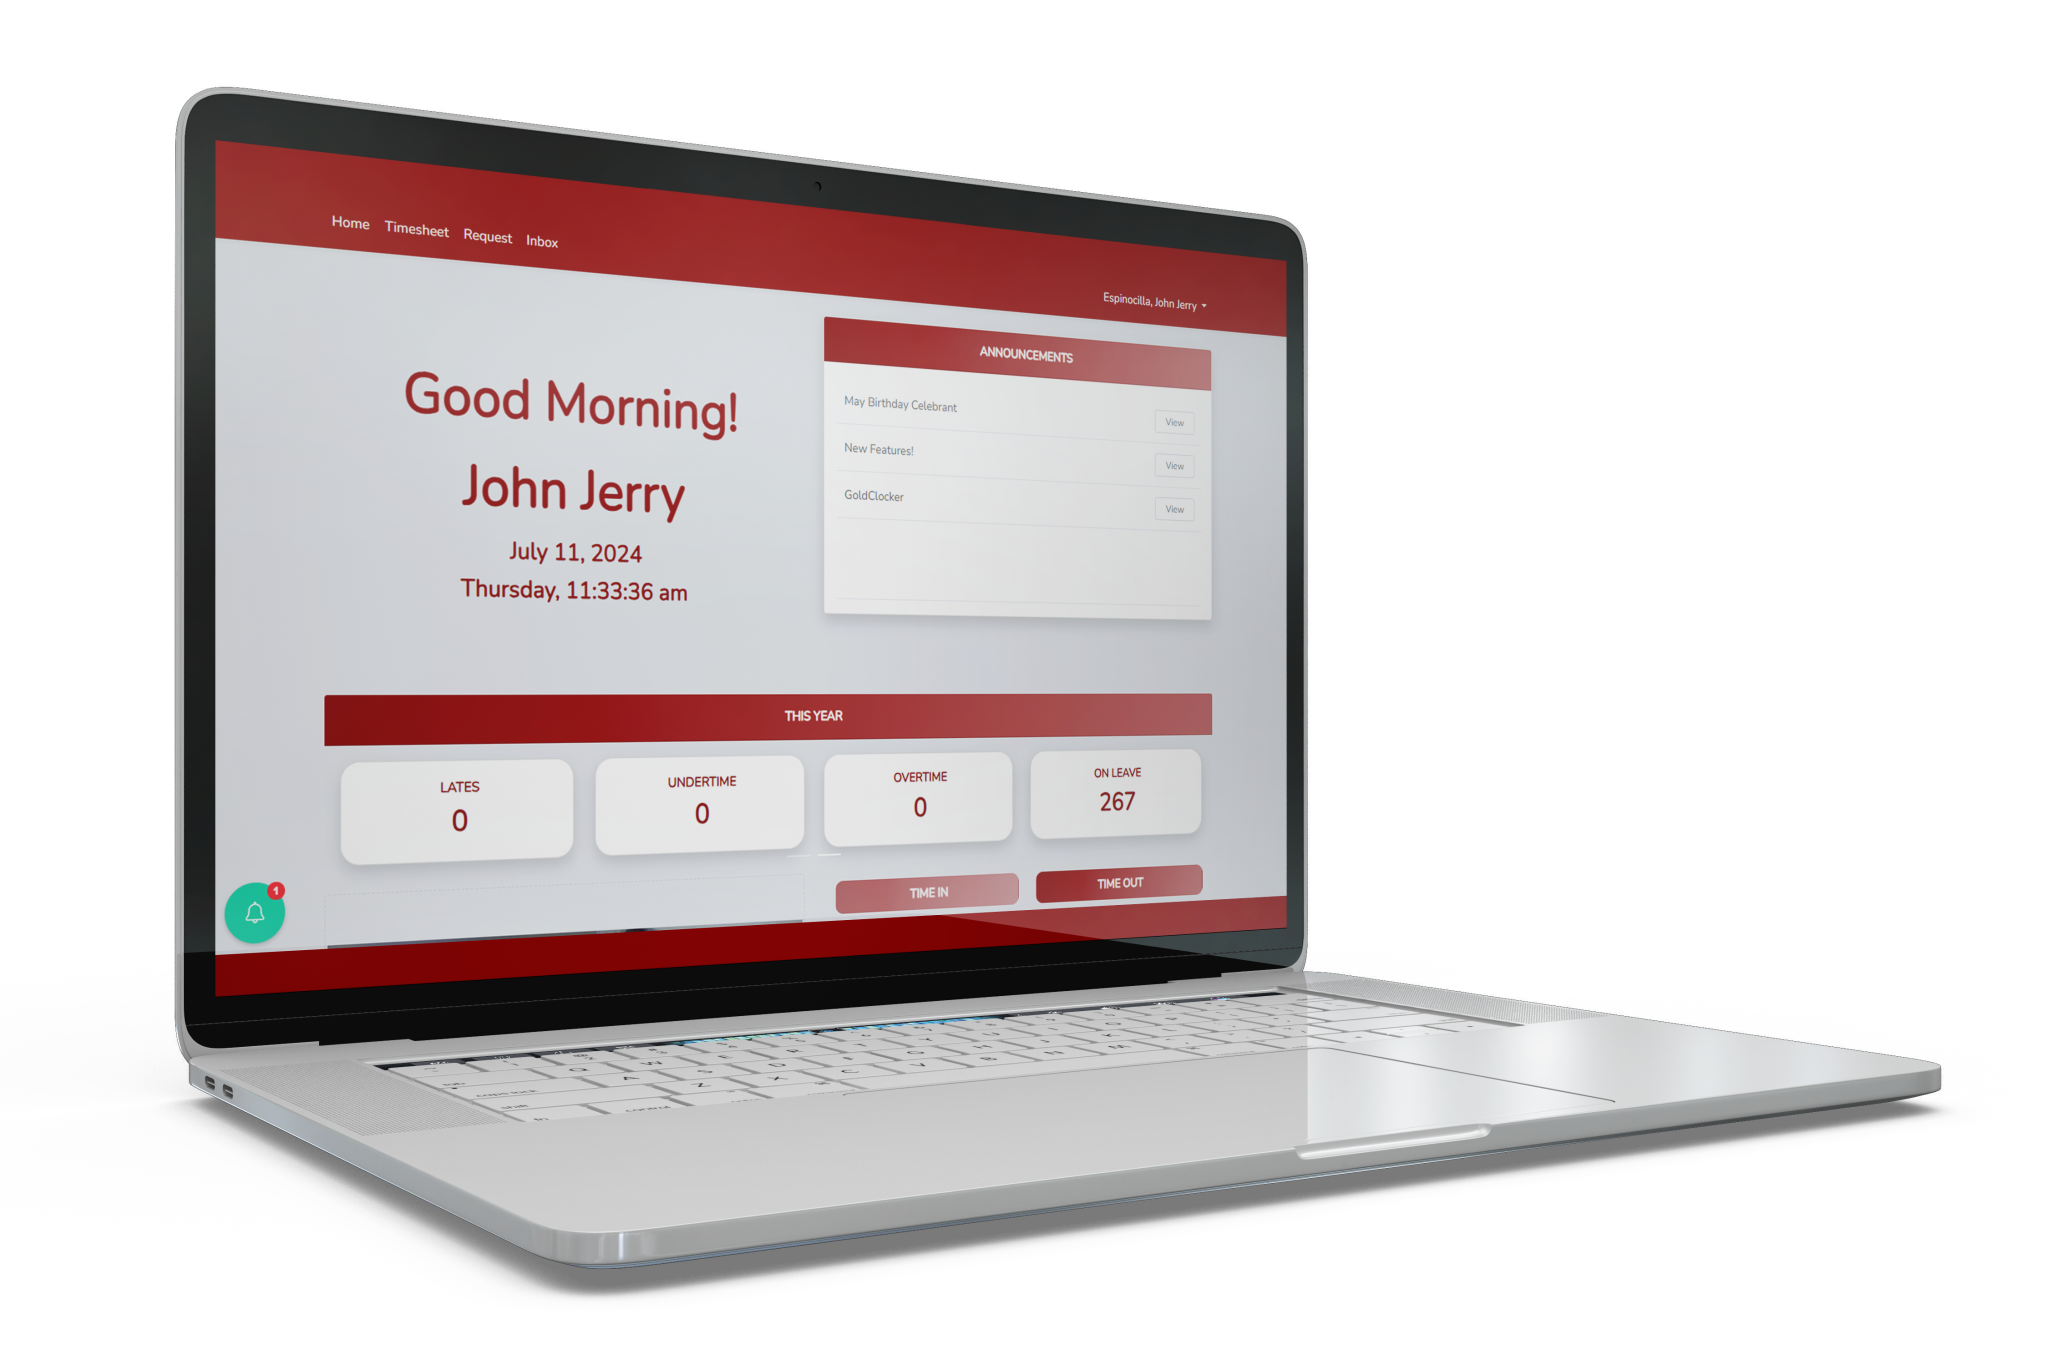 Home Timesheet Request Inbox
Espinocilla, John Jerry
Good Morning!
John Jerry
July 11, 2024
Thursday, 11:33:36 am
ANNOUNCEMENTS
May Birthday Celebrant View
New Features! View
GoldClocker View
THIS YEAR
LATES
0
UNDERTIME
0
OVERTIME
0
ON LEAVE
267
TIME IN
TIME OUT
1
Q W E R T Y
A S D F G H J K L
Z X C V B N M
control